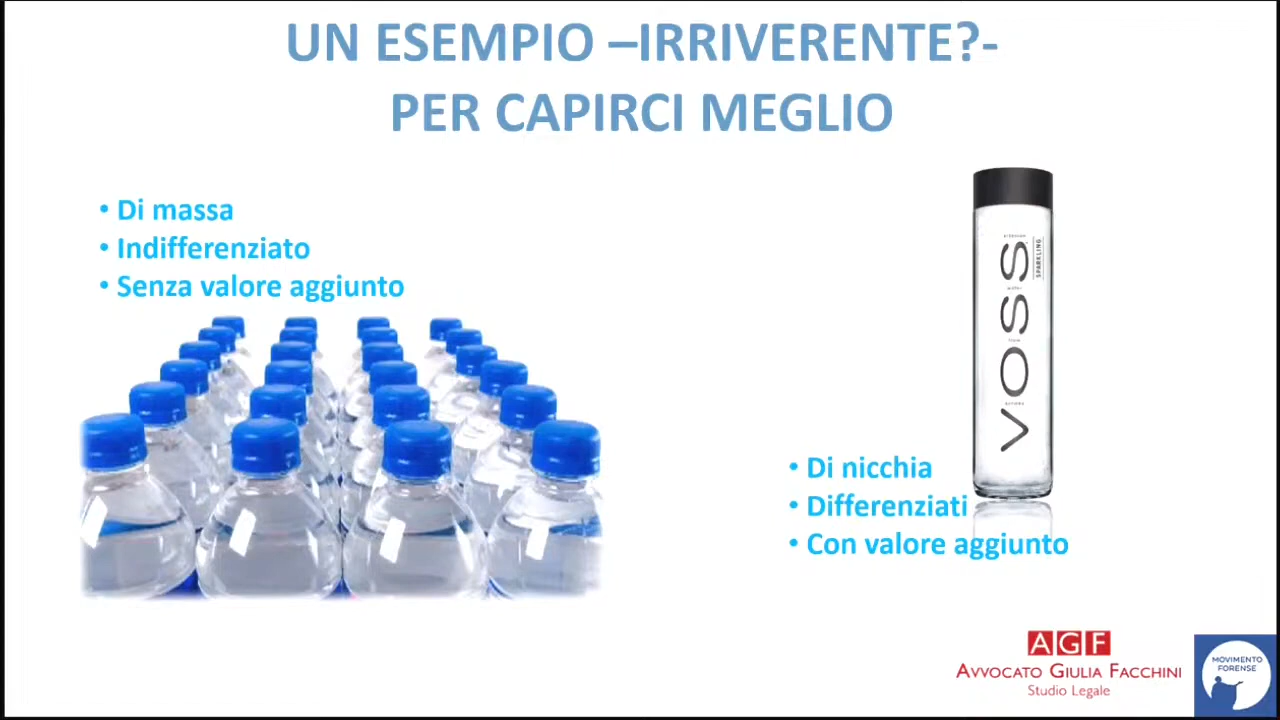 UN ESEMPIO –IRRIVERENTE?-
PER CAPIRCI MEGLIO
• Di massa
• Indifferenziato
• Senza valore aggiunto
VOSS
SPARKLING
• Di nicchia
• Differenziati
• Con valore aggiunto
AGF
AVVOCATO GIULIA FACCHINI
Studio Legale
MOVIMENTO
FORENSE